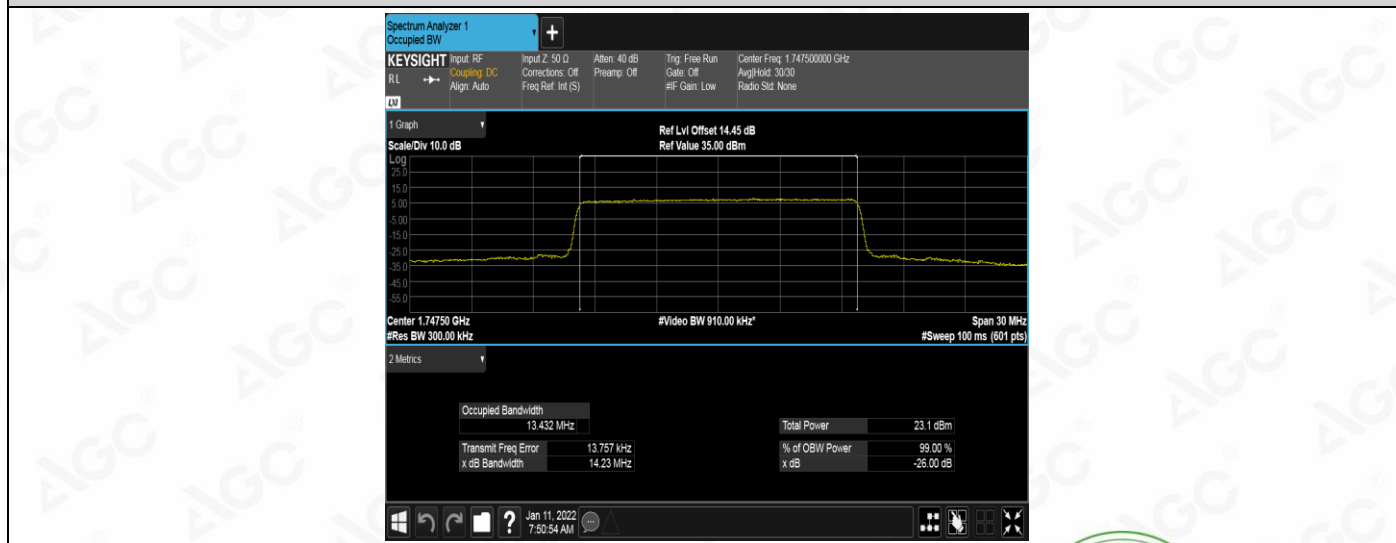 Spectrum Analyzer 1
Occupied BW
+
KEYSIGHT
RL
LXI
Input: RF
Coupling: DC
Align: Auto
Input Z: 50 Ω
Corrections: Off
Freq Ref: Int (S)
Atten: 40 dB
Preamp: Off
Trig: Free Run
Gate: Off
#IF Gain: Low
Center Freq: 1.747500000 GHz
Avg|Hold: 30/30
Radio Std: None
1 Graph
Scale/Div 10.0 dB
Ref Lvl Offset 14.45 dB
Ref Value 35.00 dBm
Log
25.0
15.0
5.00
-5.00
-15.0
-25.0
-35.0
-45.0
-55.0
Center 1.74750 GHz
#Res BW 300.00 kHz
#Video BW 910.00 kHz*
Span 30 MHz
#Sweep 100 ms (601 pts)
2 Metrics
Occupied Bandwidth
13.432 MHz
Transmit Freq Error 13.757 kHz
x dB Bandwidth 14.23 MHz
Total Power 23.1 dBm
% of OBW Power 99.00 %
x dB -26.00 dB
?
Jan 11, 2022
7:50:54 AM
AGC